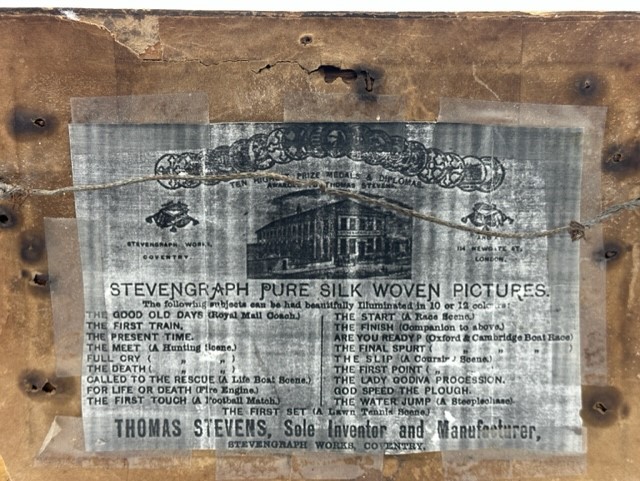 TEN HIGHEST PRIZE MEDALS & DIPLOMAS
AWARDED TO THOMAS STEVENS
STEVENGRAPH WORKS,
COVENTRY
AND
114 NEWGATE ST,
LONDON.
STEVENGRAPH PURE SILK WOVEN PICTURES.
The following subjects can be had beautifully Illuminated in 10 or 12 colours:
THE GOOD OLD DAYS (Royal Mail Coach.)
THE FIRST TRAIN.
THE PRESENT TIME.
THE MEET (A Hunting Scene.)
FULL CRY ( „ „ )
THE DEATH ( „ „ )
CALLED TO THE RESCUE (A Life Boat Scene.)
FOR LIFE OR DEATH (Fire Engine.)
THE FIRST TOUCH (A Football Match.)
THE START (A Race Scene.)
THE FINISH (Companion to above.)
ARE YOU READY? (Oxford & Cambridge Boat Race)
THE FINAL SPURT ( „ „ „ )
THE SLIP (A Scene.)
THE FIRST POINT ( „
THE LADY GODIVA PROCESSION.
GOD SPEED THE PLOUGH.
THE WATER JUMP (A Steeplechase.)
THE FIRST SET (A Lawn Tennis Scene.)
THOMAS STEVENS, Sole Inventor and Manufacturer,
STEVENGRAPH WORKS, COVENTRY.